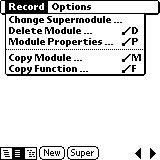 Record Options
Change Supermodule ...
Delete Module ... /D
Module Properties ... /P
Copy Module ... /M
Copy Function ... /F
New Super